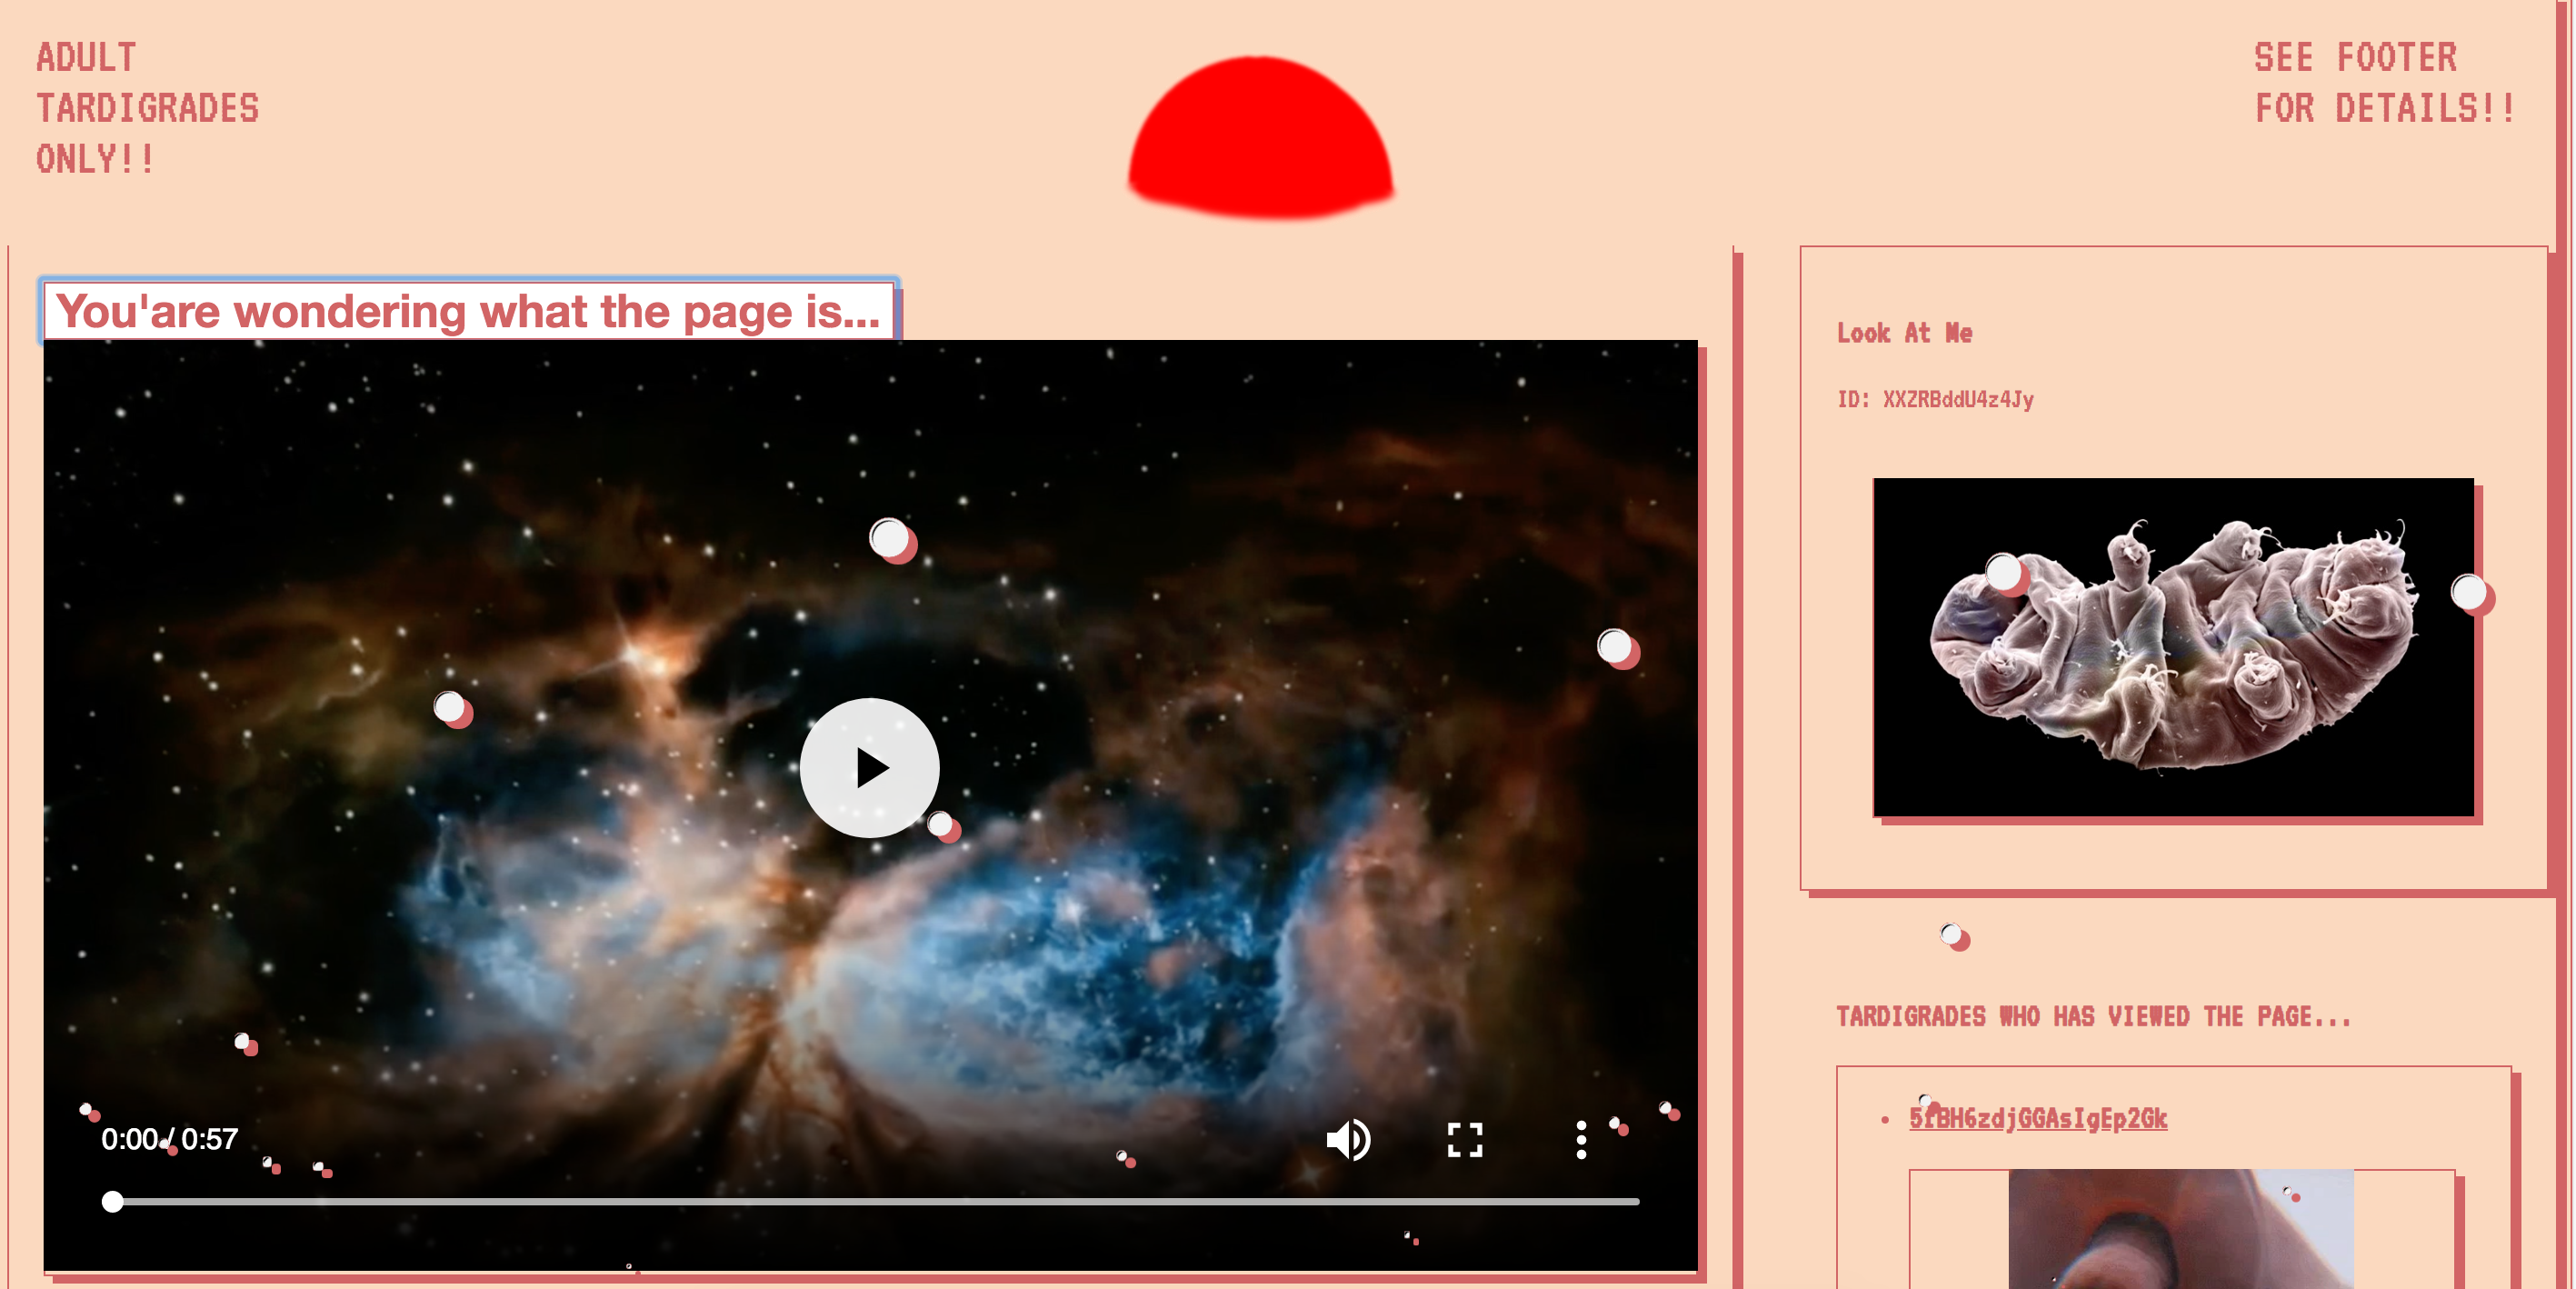 ADULT
TARDIGRADES
ONLY!!
SEE FOOTER
FOR DETAILS!!
You'are wondering what the page is...
0:00 / 0:57
Look At Me
ID: XXZRBddU4z4Jy
TARDIGRADES WHO HAS VIEWED THE PAGE...
5fBH6zdjGGAsIgEp2Gk